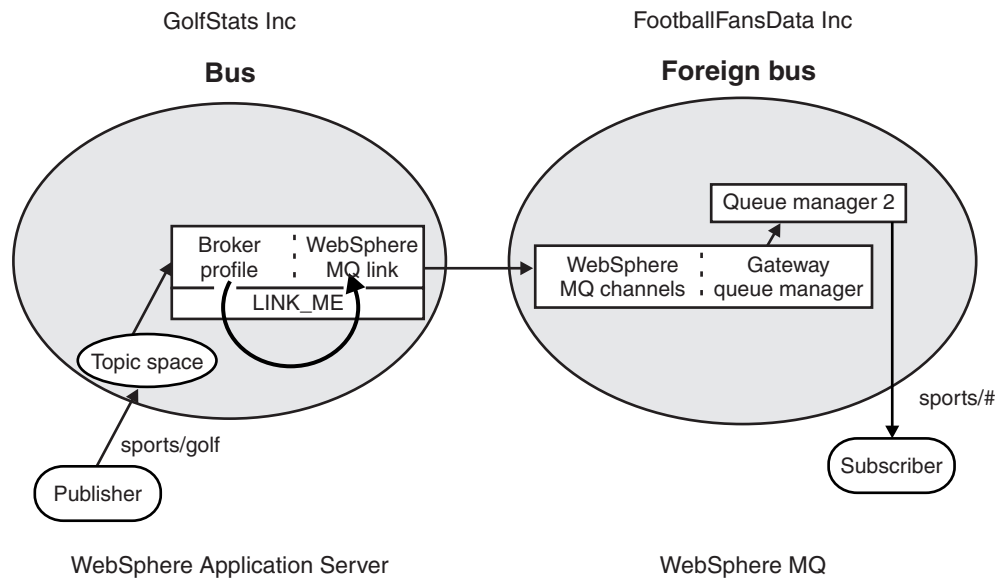 GolfStats Inc
FootballFansData Inc
Bus
Foreign bus
Queue manager 2
Broker
profile
WebSphere
MQ link
LINK_ME
WebSphere
MQ channels
Gateway
queue manager
Topic space
sports/golf
sports/#
Publisher
Subscriber
WebSphere Application Server
WebSphere MQ